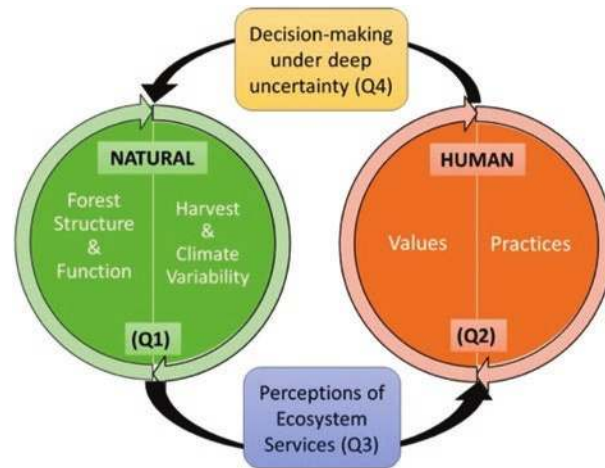 Decision-making
under deep
uncertainty (Q4)
NATURAL
Forest
Structure
&
Function
Harvest
&
Climate
Variability
(Q1)
HUMAN
Values
Practices
(Q2)
Perceptions of
Ecosystem
Services (Q3)